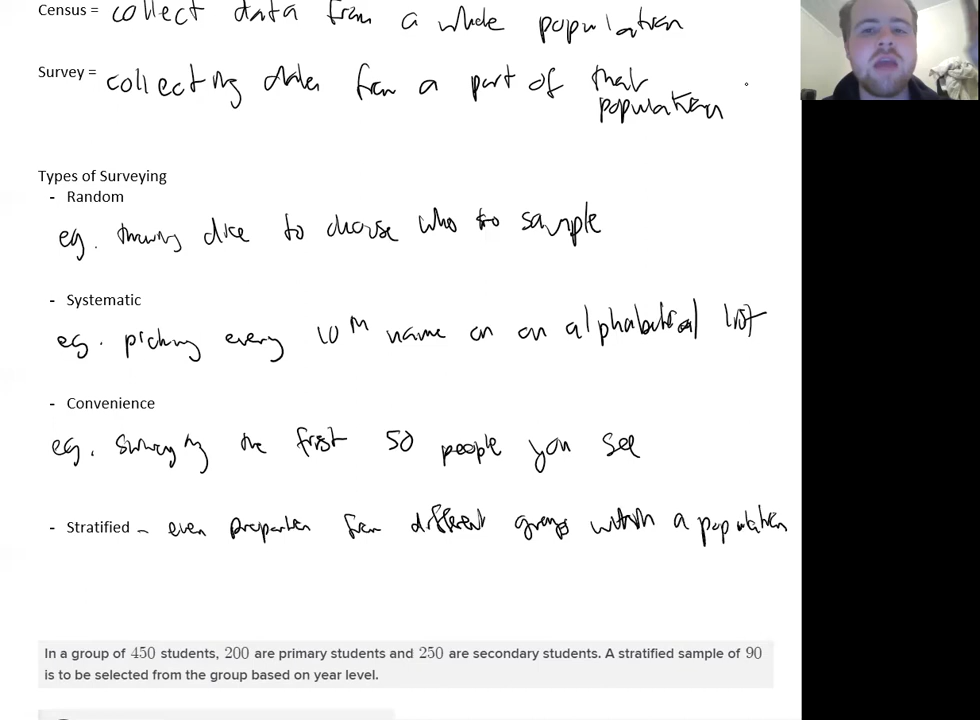 Census = collect data from a whole population
Survey = collecting data from a part of that
population
Types of Surveying
- Random
eg. throwing dice to choose who to sample
- Systematic
eg. picking every 10th name on an alphabetical list
- Convenience
eg. surveying the first 50 people you see
- Stratified - even proportion from different groups within a population
In a group of 450 students, 200 are primary students and 250 are secondary students. A stratified sample of 90
is to be selected from the group based on year level.